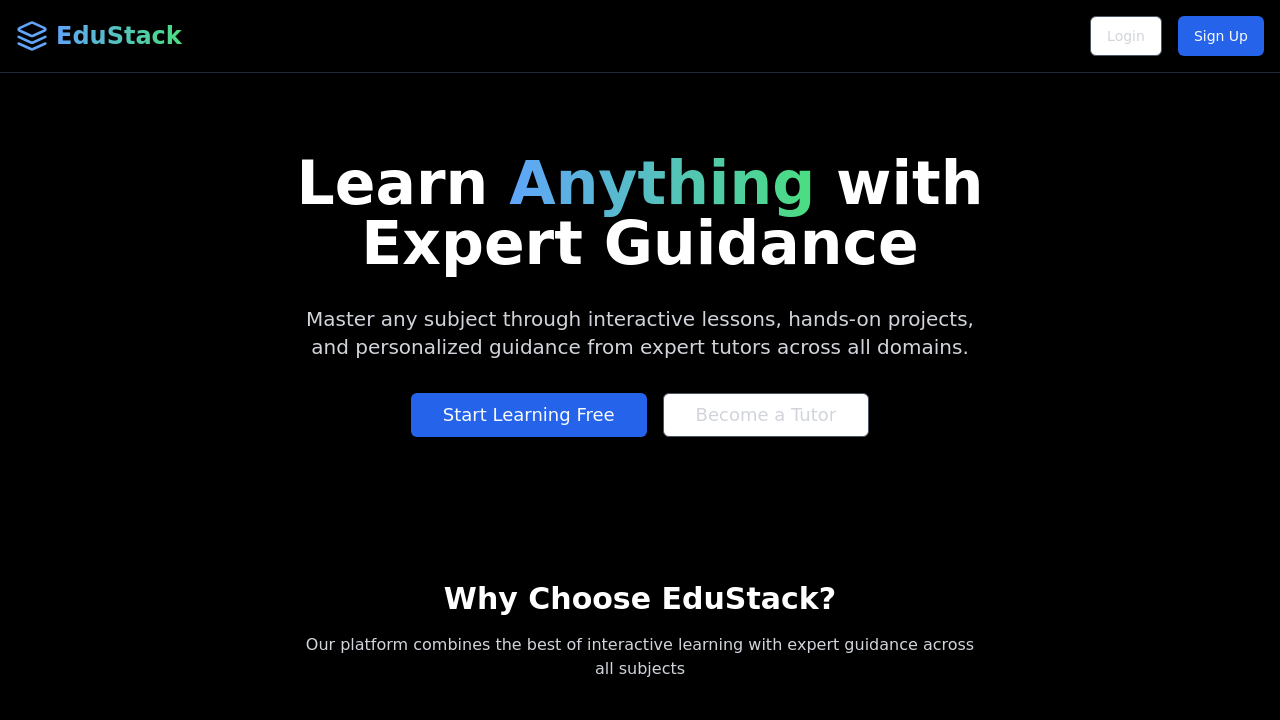 EduStack
Login
Sign Up
Learn Anything with
Expert Guidance
Master any subject through interactive lessons, hands-on projects,
and personalized guidance from expert tutors across all domains.
Start Learning Free
Become a Tutor
Why Choose EduStack?
Our platform combines the best of interactive learning with expert guidance across
all subjects